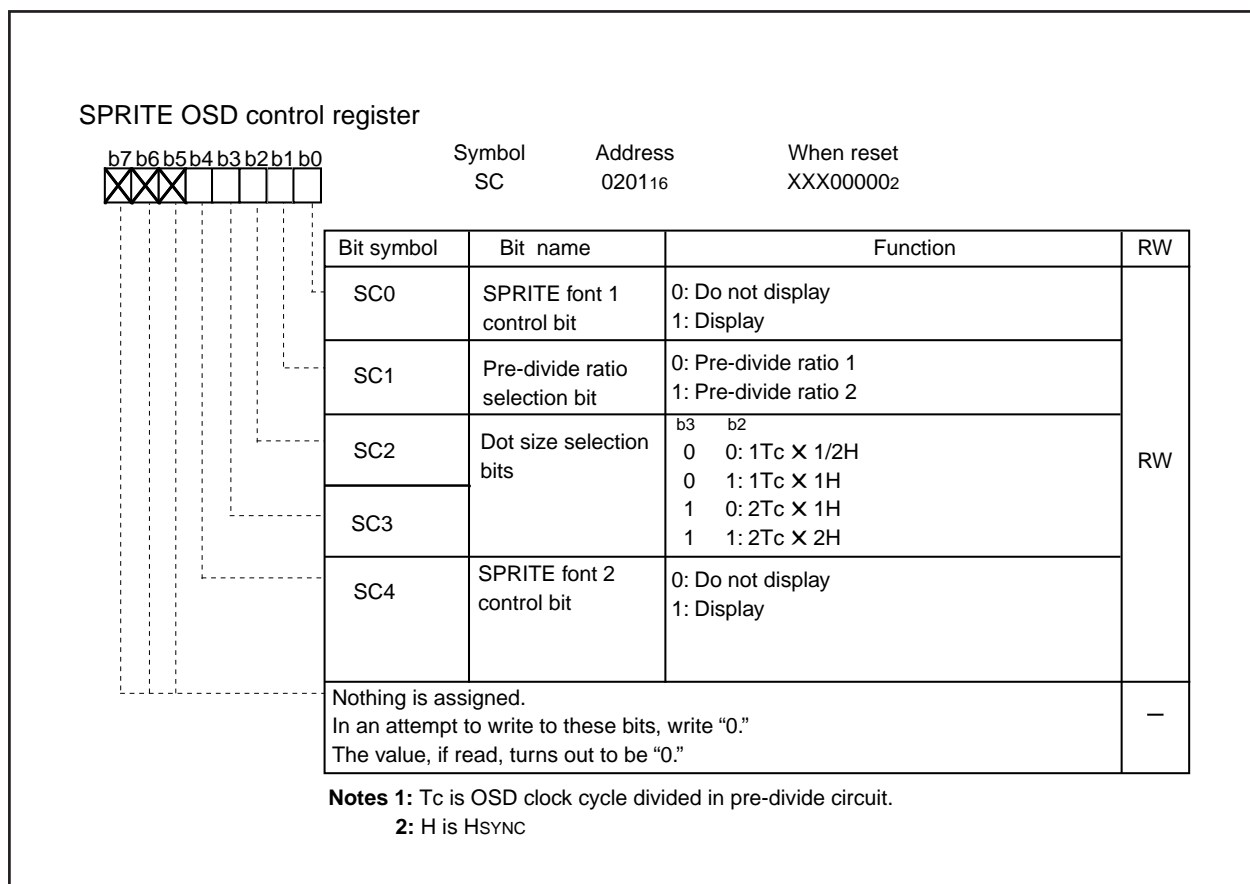 SPRITE OSD control register
b7 b6 b5 b4 b3 b2 b1 b0
Symbol Address When reset
SC 020116 XXX000002
Bit symbol Bit name Function RW
SC0 SPRITE font 1 control bit 0: Do not display
1: Display
SC1 Pre-divide ratio selection bit 0: Pre-divide ratio 1
1: Pre-divide ratio 2
SC2 Dot size selection bits b3 b2
0 0: 1Tc X 1/2H
0 1: 1Tc X 1H
SC3 1 0: 2Tc X 1H
1 1: 2Tc X 2H
RW
SC4 SPRITE font 2 control bit 0: Do not display
1: Display
Nothing is assigned.
In an attempt to write to these bits, write “0.”
The value, if read, turns out to be “0.”
–
Notes 1: Tc is OSD clock cycle divided in pre-divide circuit.
2: H is HSYNC